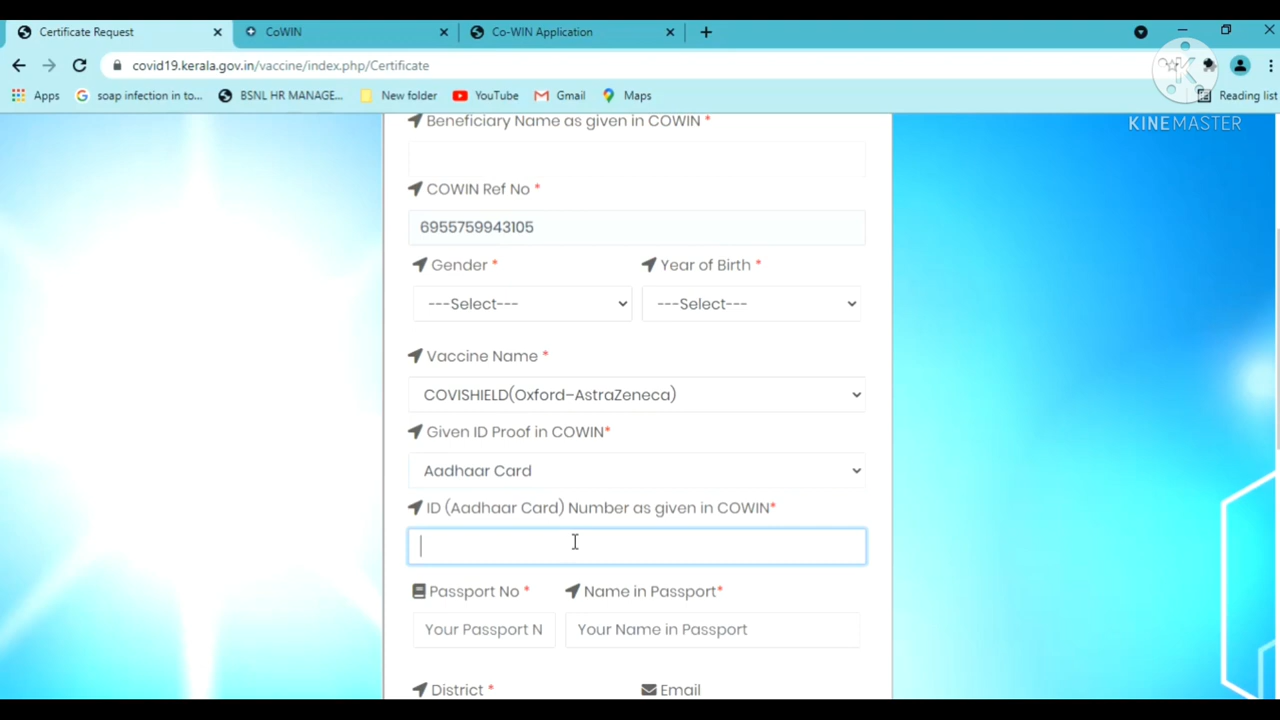 Certificate Request
CoWIN
Co-WIN Application
covid19.kerala.gov.in/vaccine/index.php/Certificate
Apps
soap infection in to...
BSNL HR MANAGE...
New folder
YouTube
Gmail
Maps
Reading list
KINEMASTER
Beneficiary Name as given in COWIN *
COWIN Ref No *
6955759943105
Gender * Year of Birth *
---Select--- ---Select---
Vaccine Name *
COVISHIELD(Oxford–AstraZeneca)
Given ID Proof in COWIN*
Aadhaar Card
ID (Aadhaar Card) Number as given in COWIN*
Passport No * Name in Passport*
Your Passport N Your Name in Passport
District * Email